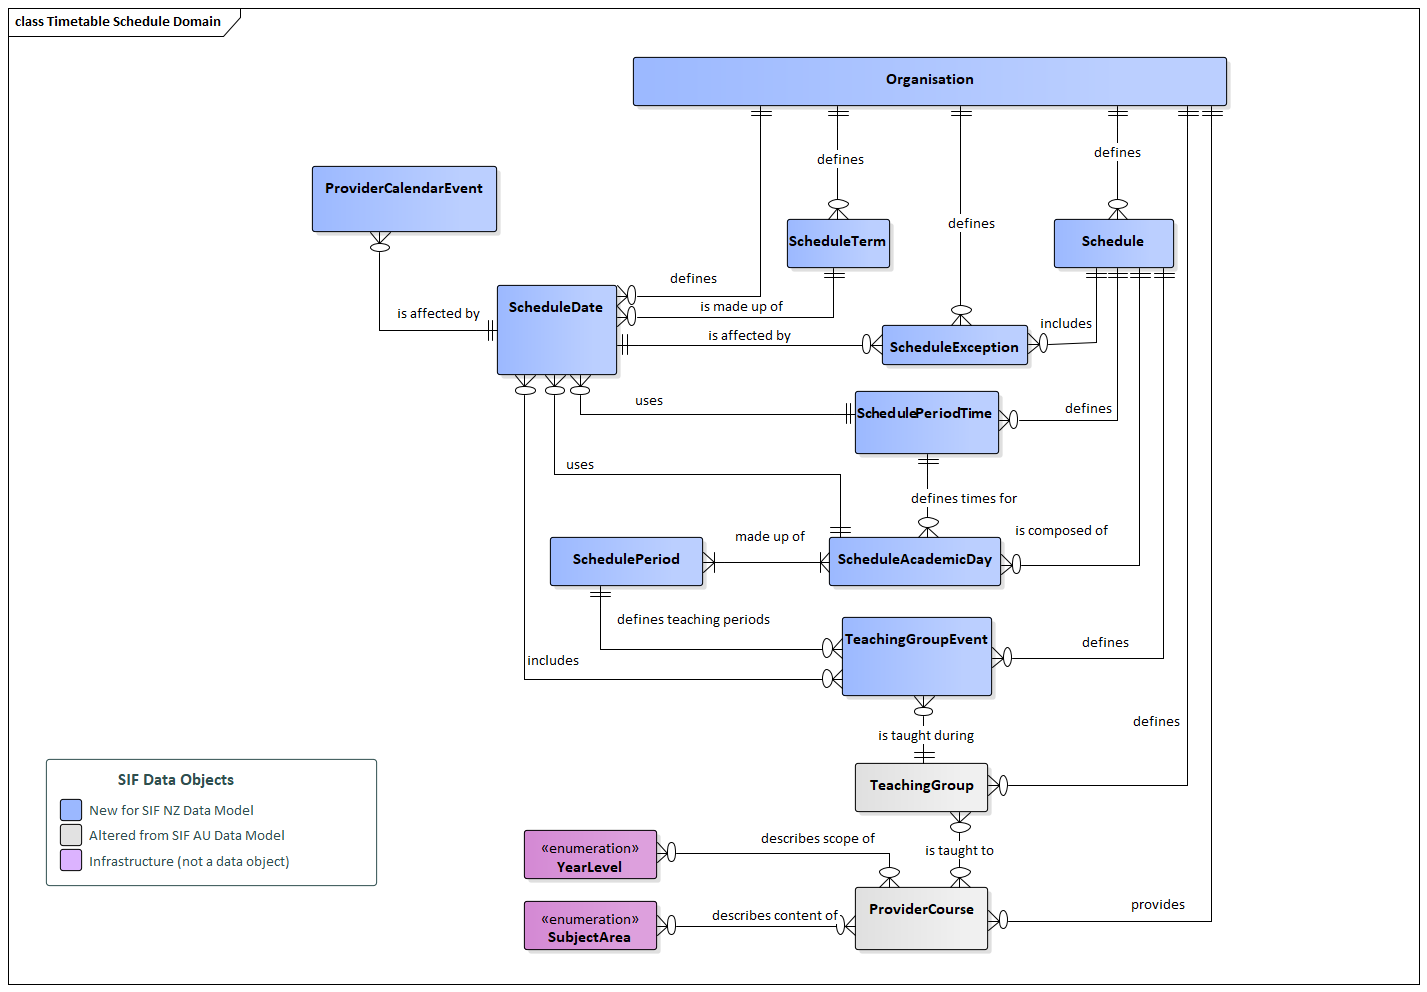 class Timetable Schedule Domain
Organisation
defines
defines
ProviderCalendarEvent
defines
ScheduleTerm
Schedule
defines
ScheduleDate
is made up of
is affected by
includes
is affected by
ScheduleException
uses
SchedulePeriodTime
defines
uses
defines times for
is composed of
made up of
SchedulePeriod
ScheduleAcademicDay
defines teaching periods
TeachingGroupEvent
defines
includes
defines
is taught during
SIF Data Objects
New for SIF NZ Data Model
Altered from SIF AU Data Model
Infrastructure (not a data object)
TeachingGroup
describes scope of
«enumeration»
YearLevel
is taught to
provides
ProviderCourse
describes content of
«enumeration»
SubjectArea